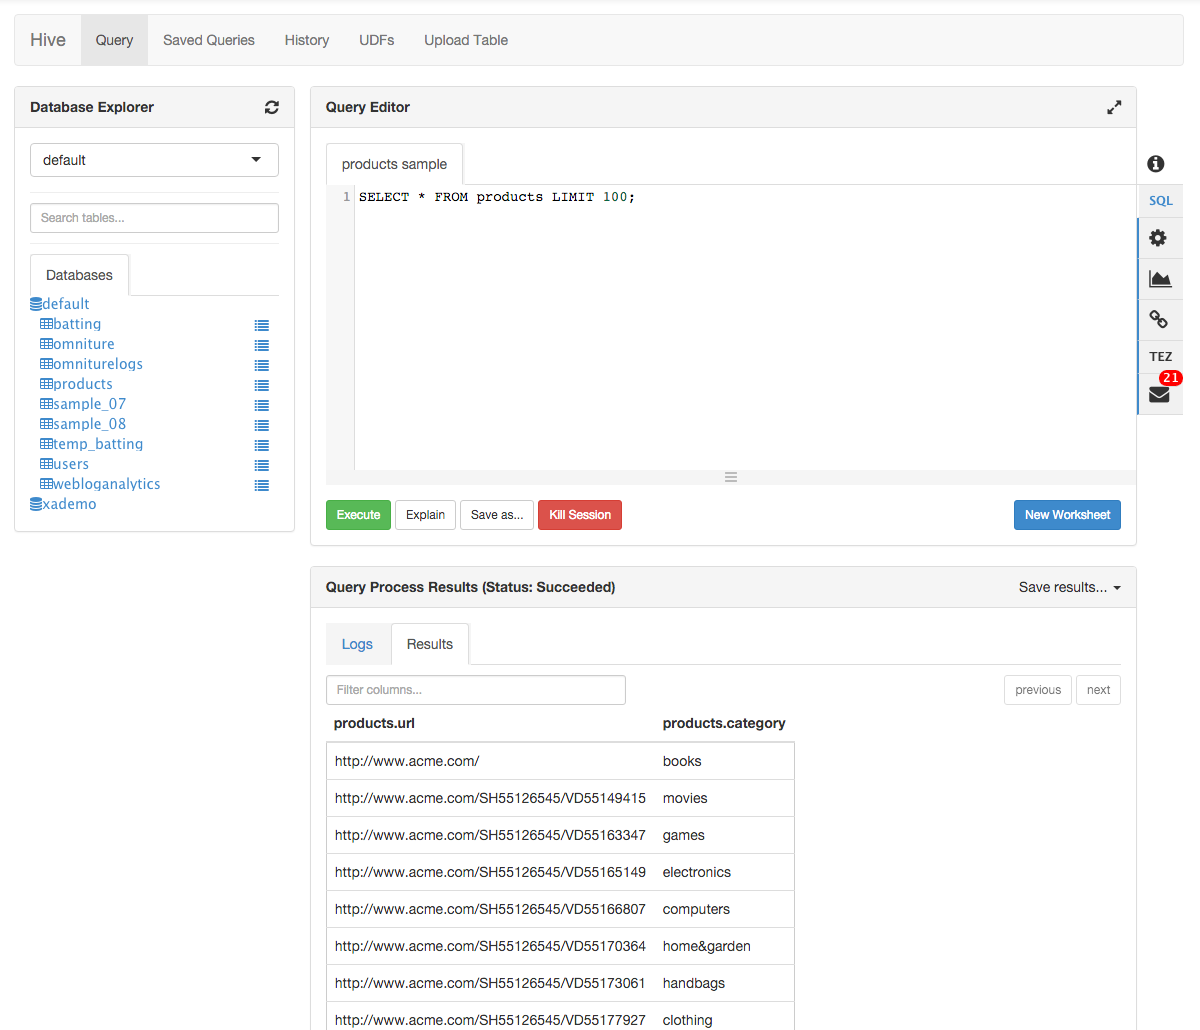 Hive Query Saved Queries History UDFs Upload Table
Database Explorer
default
Search tables...
Databases
default
batting
omniture
omniturelogs
products
sample_07
sample_08
temp_batting
users
webloganalytics
xademo
Query Editor
products sample
1 SELECT * FROM products LIMIT 100;
Execute Explain Save as... Kill Session New Worksheet
SQL
TEZ
21
Query Process Results (Status: Succeeded) Save results...
Logs Results
Filter columns... previous next
products.url products.category
http://www.acme.com/ books
http://www.acme.com/SH55126545/VD55149415 movies
http://www.acme.com/SH55126545/VD55163347 games
http://www.acme.com/SH55126545/VD55165149 electronics
http://www.acme.com/SH55126545/VD55166807 computers
http://www.acme.com/SH55126545/VD55170364 home&garden
http://www.acme.com/SH55126545/VD55173061 handbags
http://www.acme.com/SH55126545/VD55177927 clothing